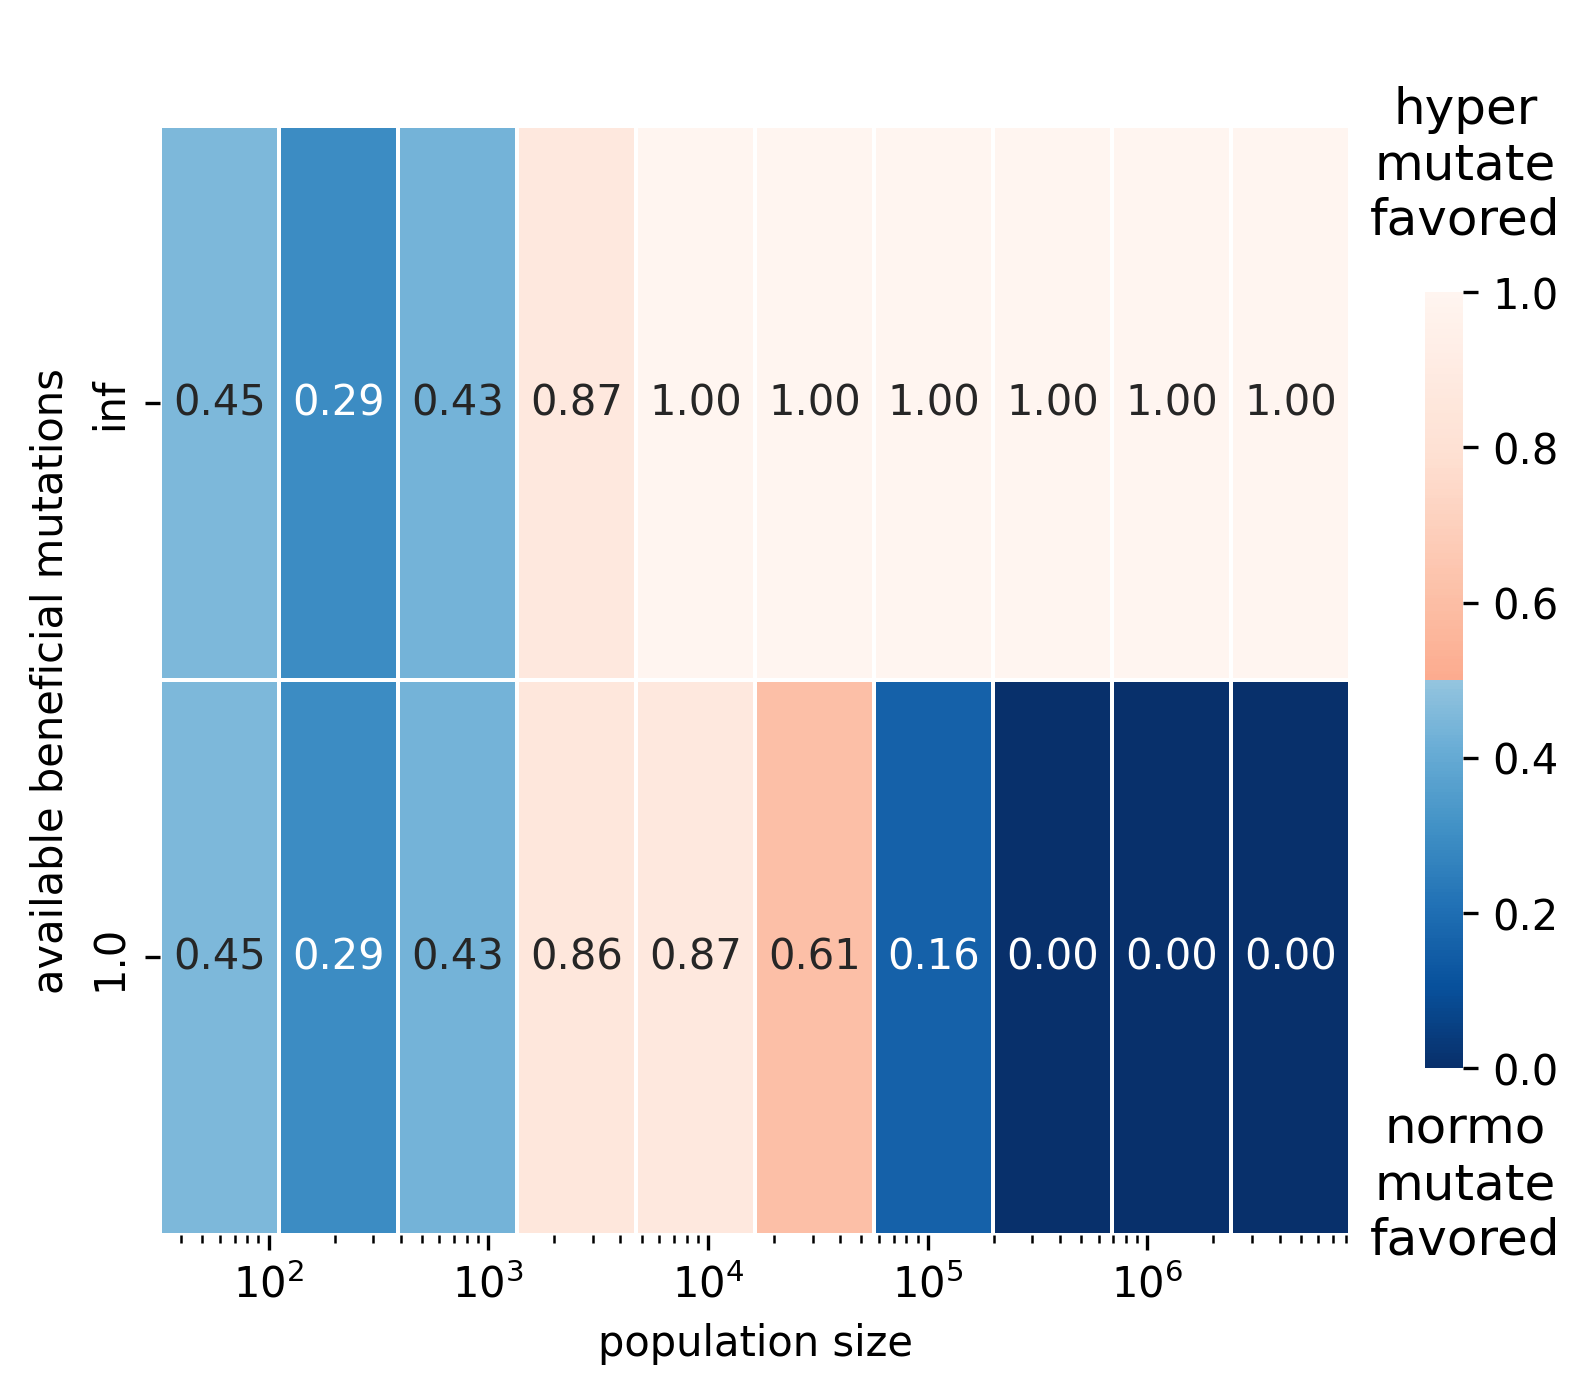 hyper
mutate
favored
available beneficial mutations
inf
0.45 0.29 0.43 0.87 1.00 1.00 1.00 1.00 1.00 1.00
1.0
0.45 0.29 0.43 0.86 0.87 0.61 0.16 0.00 0.00 0.00
10² 10³ 10⁴ 10⁵ 10⁶
population size
1.0
0.8
0.6
0.4
0.2
0.0
normo
mutate
favored